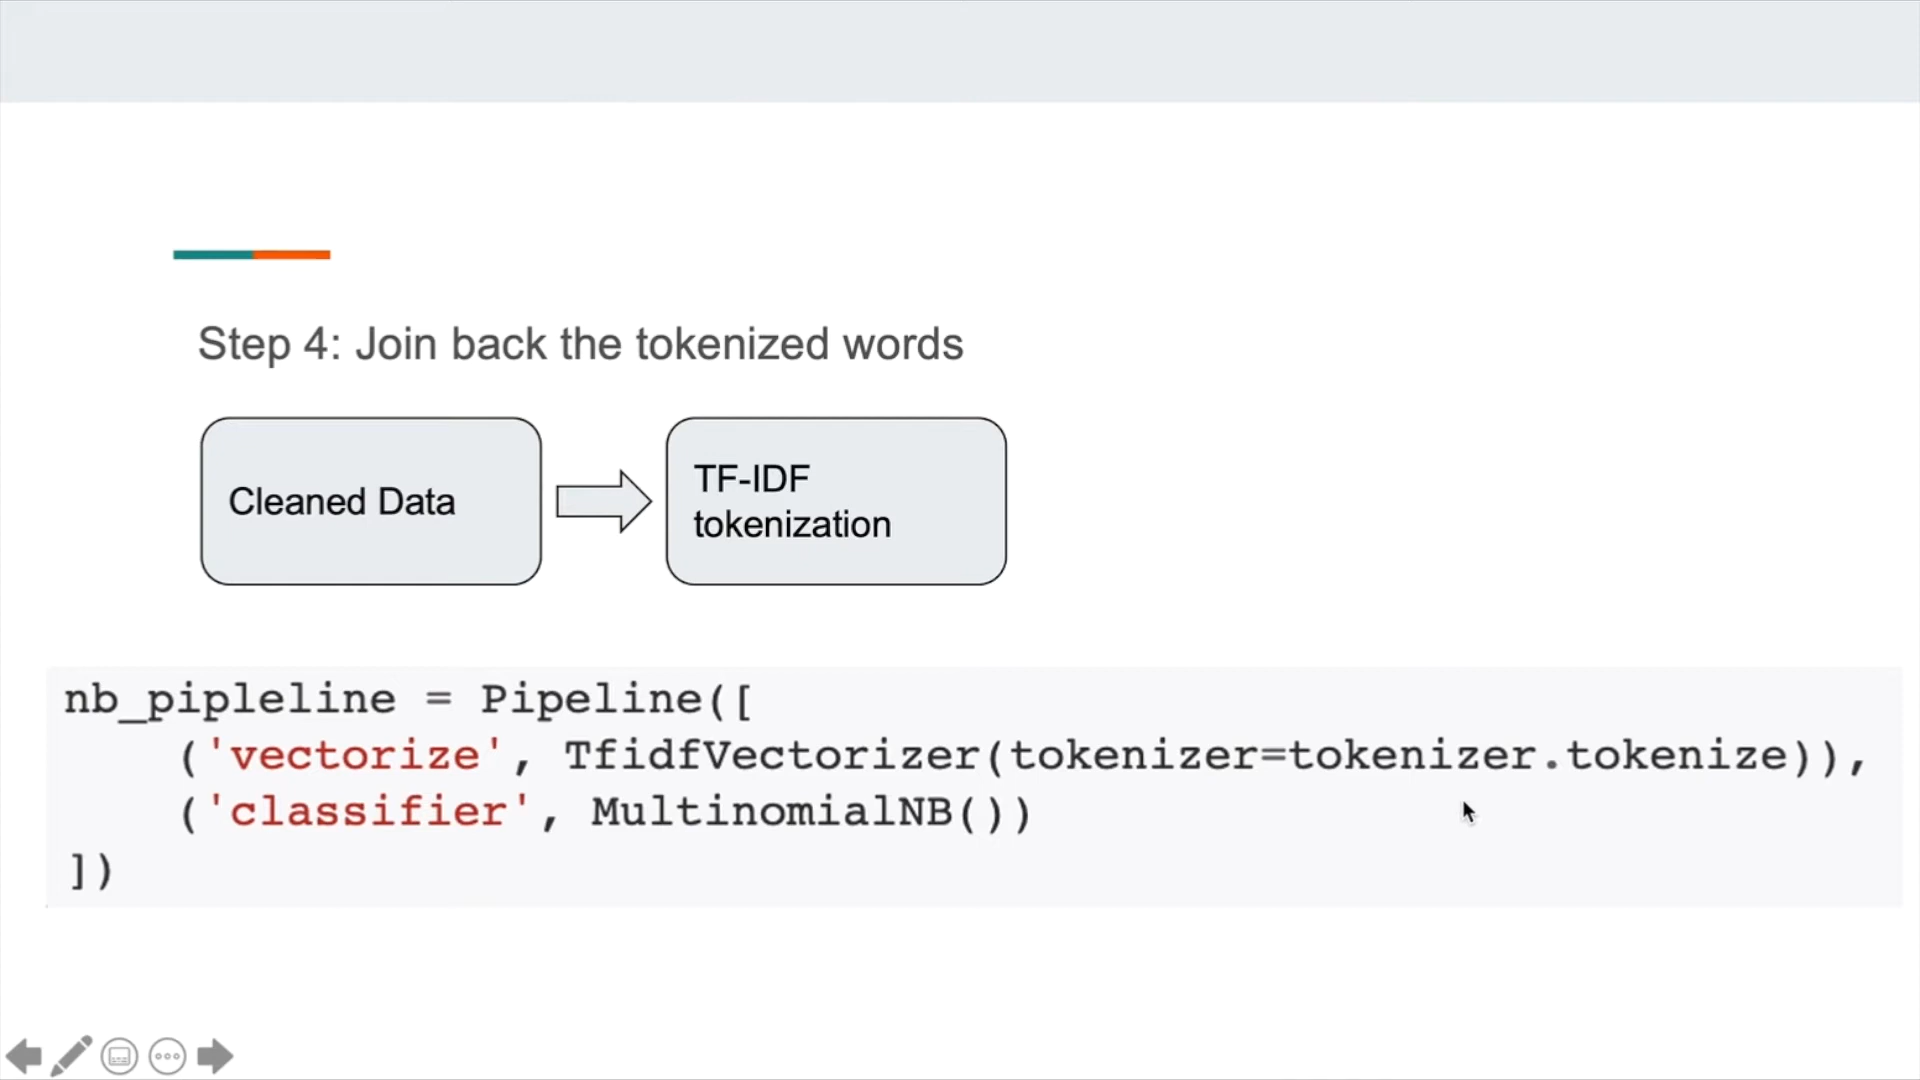 Step 4: Join back the tokenized words
Cleaned Data
TF-IDF
tokenization
nb_pipleline = Pipeline([
    ('vectorize', TfidfVectorizer(tokenizer=tokenizer.tokenize)),
    ('classifier', MultinomialNB())
])